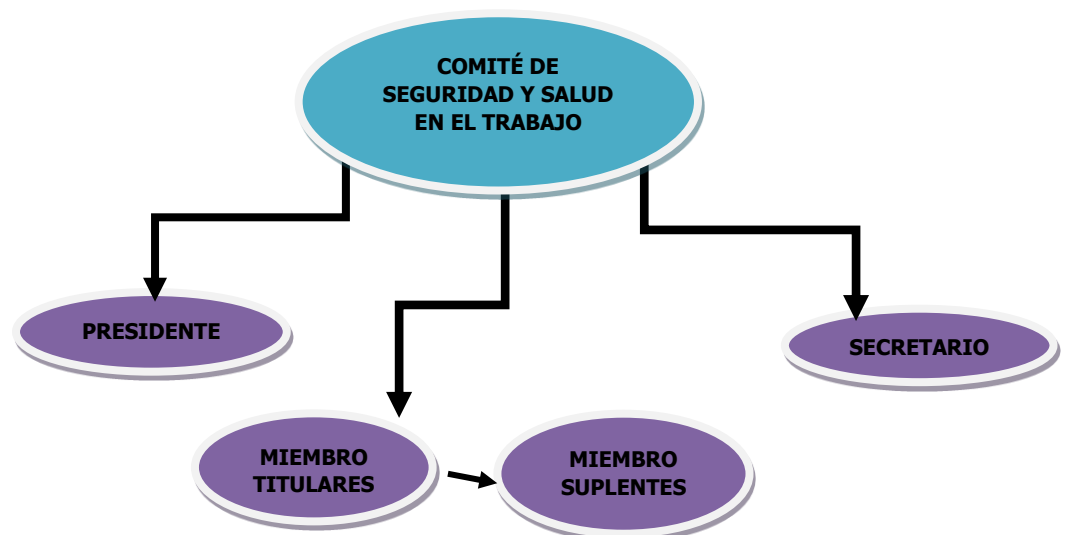 COMITÉ DE
SEGURIDAD Y SALUD
EN EL TRABAJO
PRESIDENTE
SECRETARIO
MIEMBRO
TITULARES
MIEMBRO
SUPLENTES